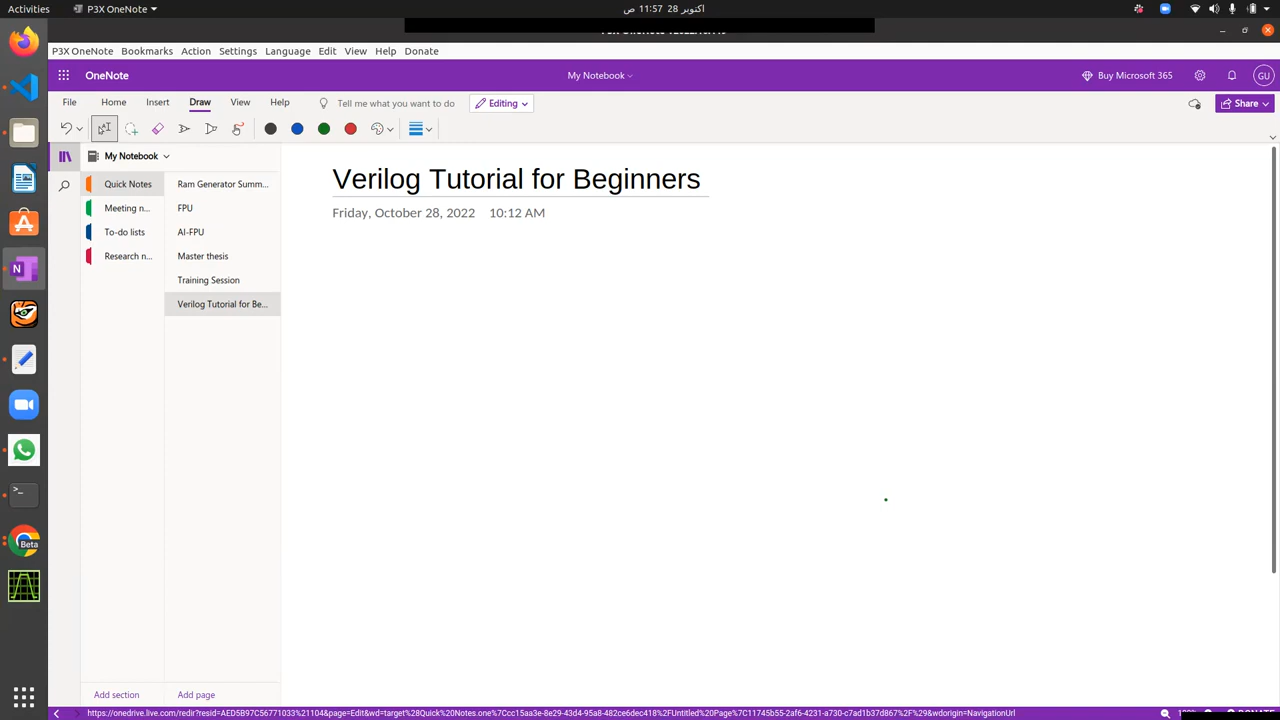 Activities P3X OneNote 11:57 28 اكتوبر ص
P3X OneNote Bookmarks Action Settings Language Edit View Help Donate
OneNote My Notebook Buy Microsoft 365 GU
File Home Insert Draw View Help Tell me what you want to do Editing Share
My Notebook
Quick Notes
Meeting n...
To-do lists
Research n...
Ram Generator Summ...
FPU
AI-FPU
Master thesis
Training Session
Verilog Tutorial for Be...
Verilog Tutorial for Beginners
Friday, October 28, 2022 10:12 AM
Beta
Add section Add page